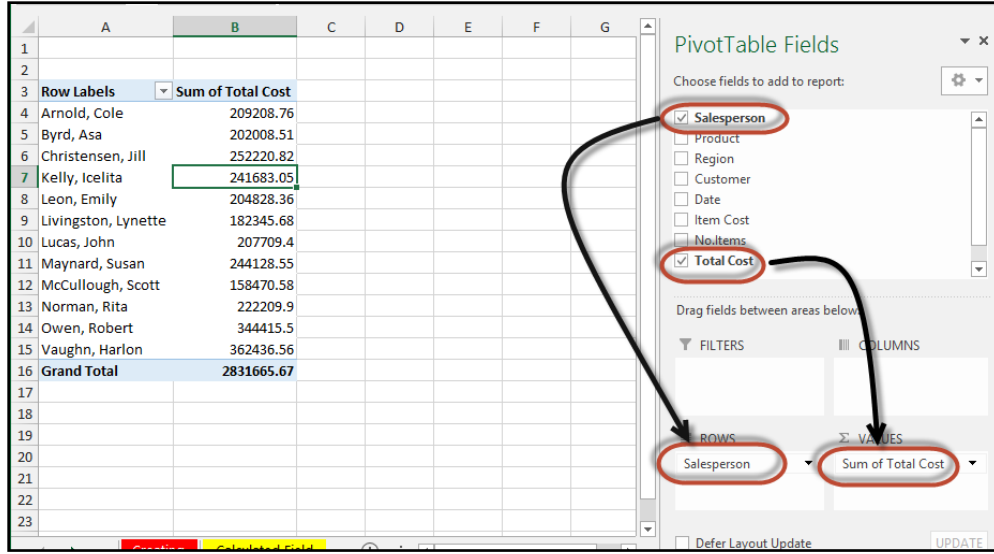 A B C D E F G
1
2
3 Row Labels Sum of Total Cost
4 Arnold, Cole 209208.76
5 Byrd, Asa 202008.51
6 Christensen, Jill 252220.82
7 Kelly, Icelita 241683.05
8 Leon, Emily 204828.36
9 Livingston, Lynette 182345.68
10 Lucas, John 207709.4
11 Maynard, Susan 244128.55
12 McCullough, Scott 158470.58
13 Norman, Rita 222209.9
14 Owen, Robert 344415.5
15 Vaughn, Harlon 362436.56
16 Grand Total 2831665.67
17
18
19
20
21
22
23
Creating Calculated Field
PivotTable Fields
Choose fields to add to report:
Salesperson
Product
Region
Customer
Date
Item Cost
No.Items
Total Cost
Drag fields between areas below:
FILTERS
COLUMNS
ROWS
Σ VALUES
Salesperson
Sum of Total Cost
Defer Layout Update
UPDATE